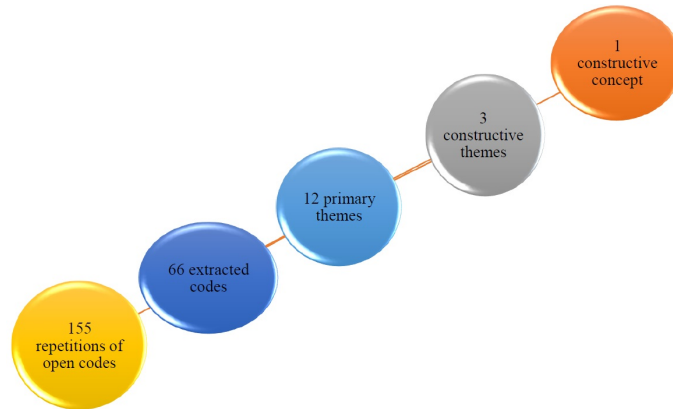 1
constructive
concept
3
constructive
themes
12 primary
themes
66 extracted
codes
155
repetitions of
open codes